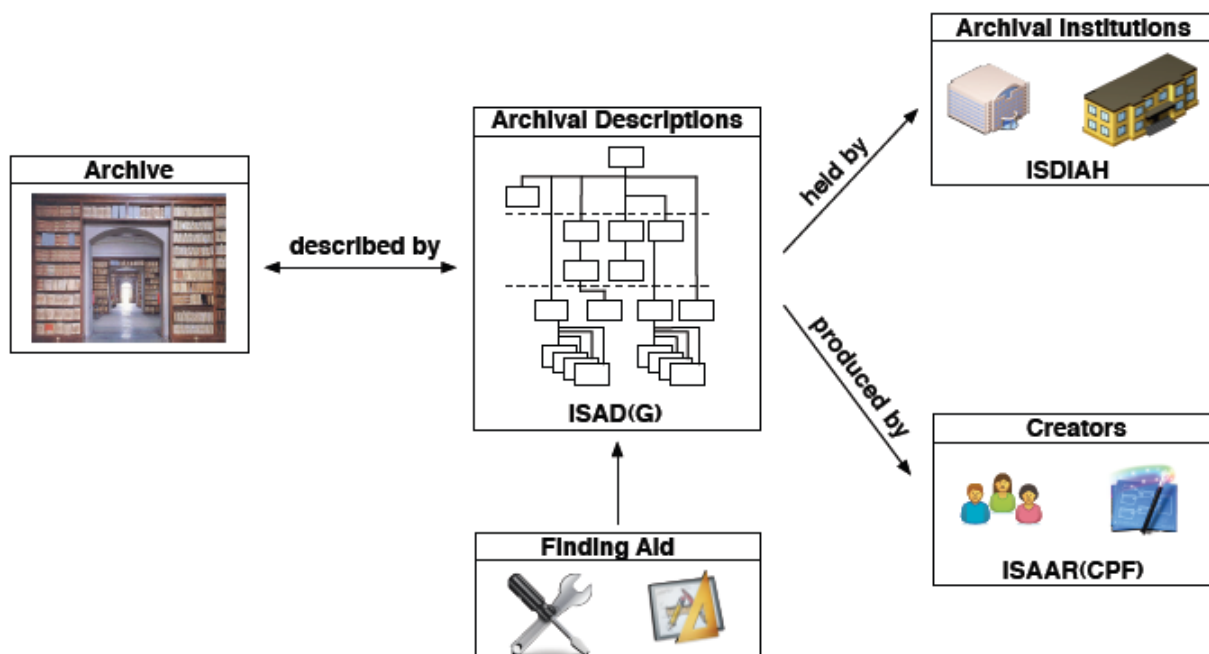 Archive
described by
Archival Descriptions
ISAD(G)
held by
Archival Institutions
ISDIAH
produced by
Creators
ISAAR(CPF)
Finding Aid